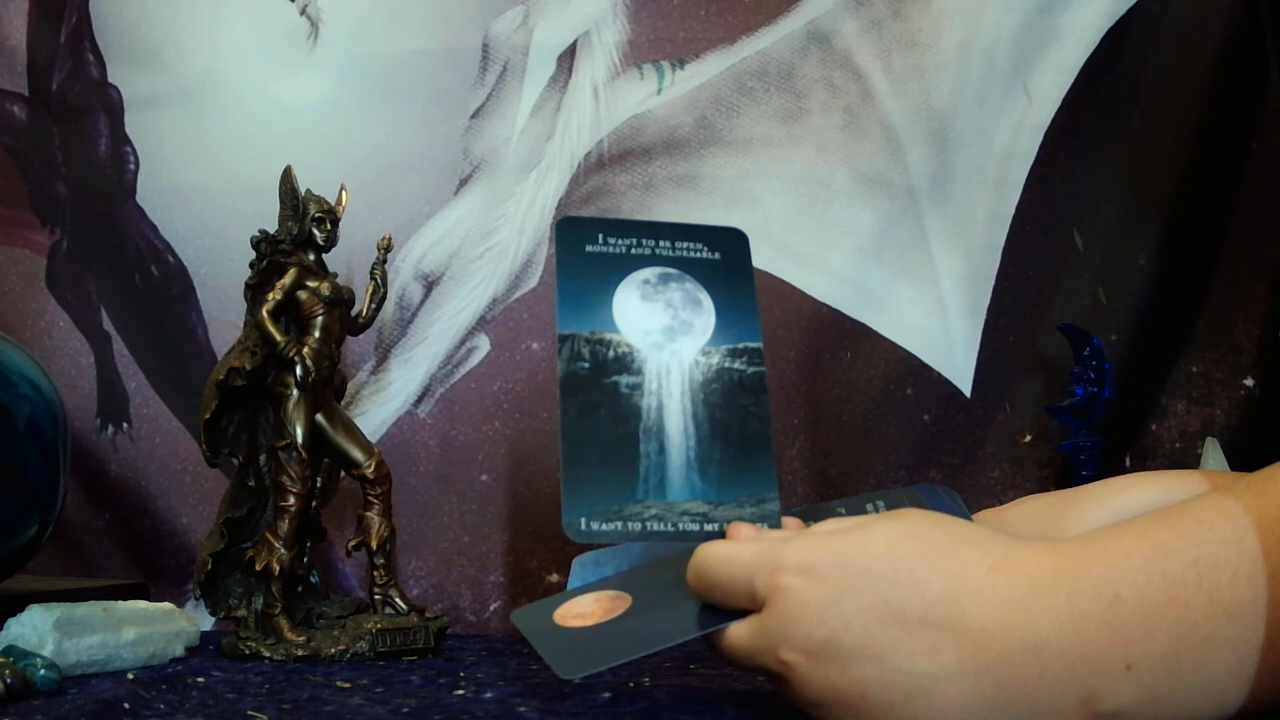 I WANT TO BE OPEN,
HONEST AND VULNERABLE
I WANT TO TELL YOU MY